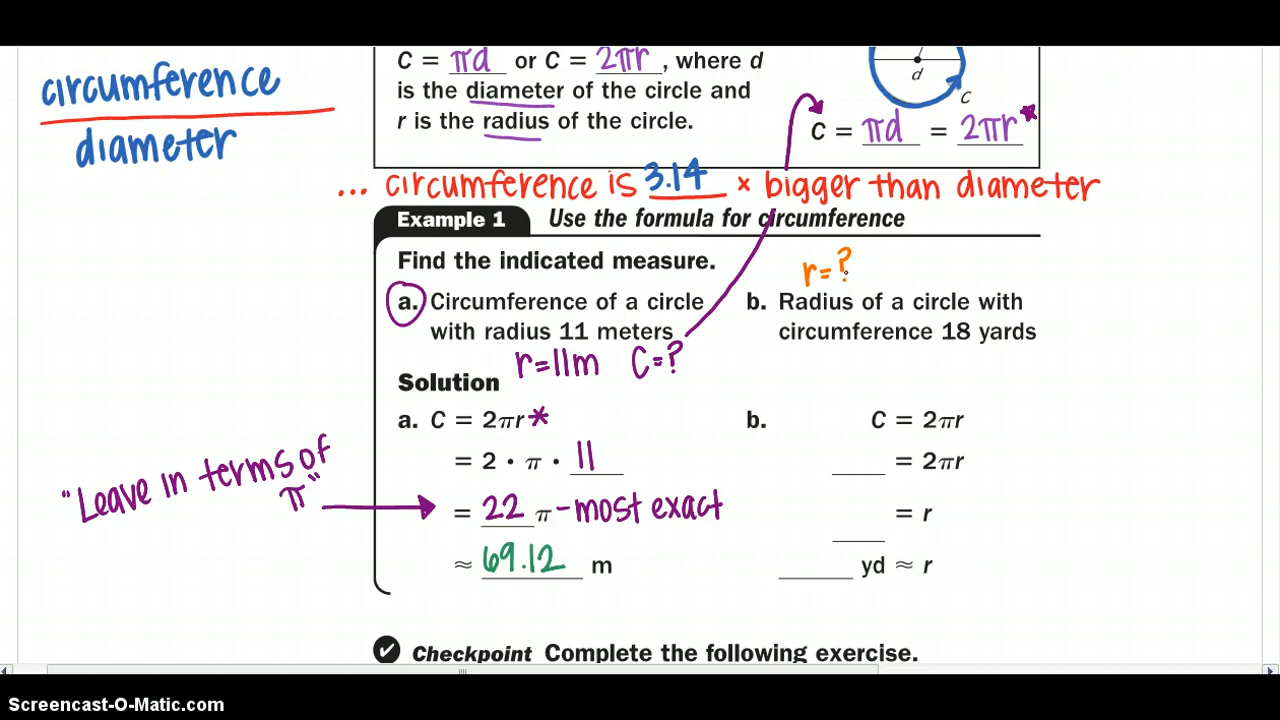 circumference
diameter
C = πd or C = 2πr, where d
is the diameter of the circle and
r is the radius of the circle.
d
C
C = πd = 2πr*
... circumference is 3.14 × bigger than diameter
Example 1 Use the formula for circumference
Find the indicated measure.
r=?
a. Circumference of a circle
with radius 11 meters
b. Radius of a circle with
circumference 18 yards
r=11m C=?
Solution
a. C = 2πr*
= 2 · π · 11
= 22 π - most exact
≈ 69.12 m
"Leave in terms of
π"
b. C = 2πr
____ = 2πr
____ = r
____ yd ≈ r
Checkpoint Complete the following exercise.
Screencast-O-Matic.com